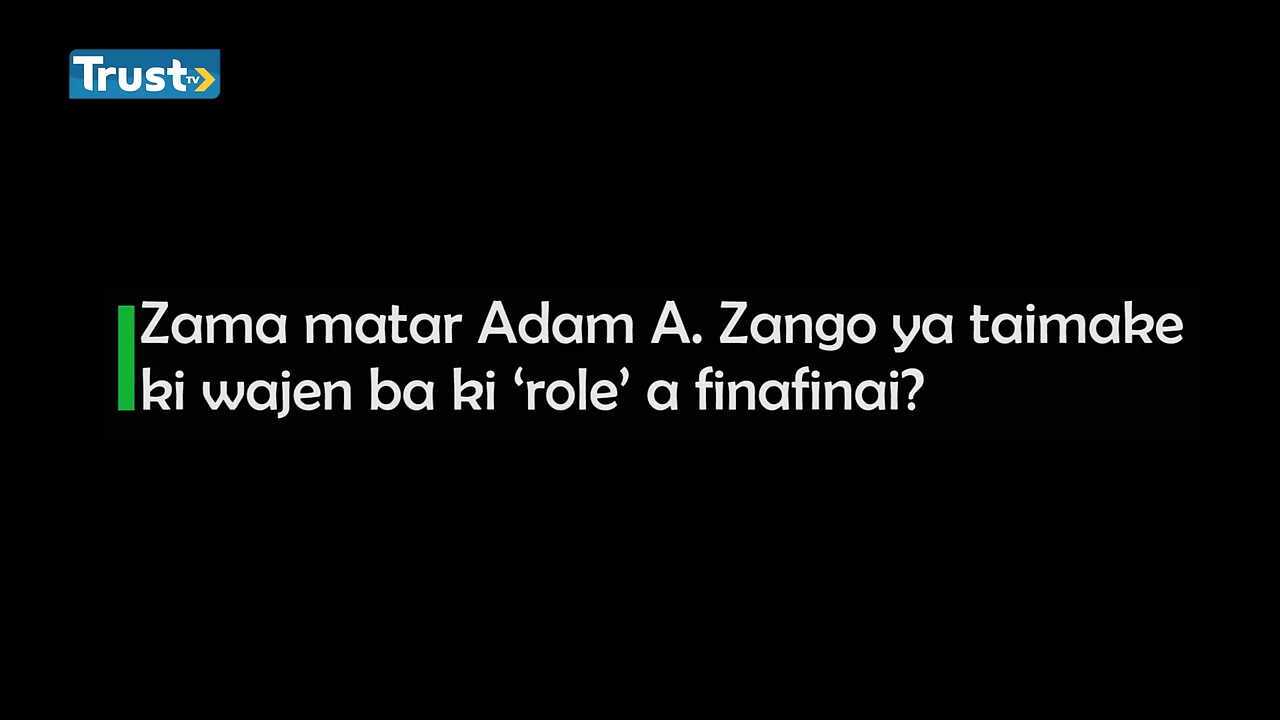 Trust TV
Zama matar Adam A. Zango ya taimake
ki wajen ba ki ‘role’ a finafinai?